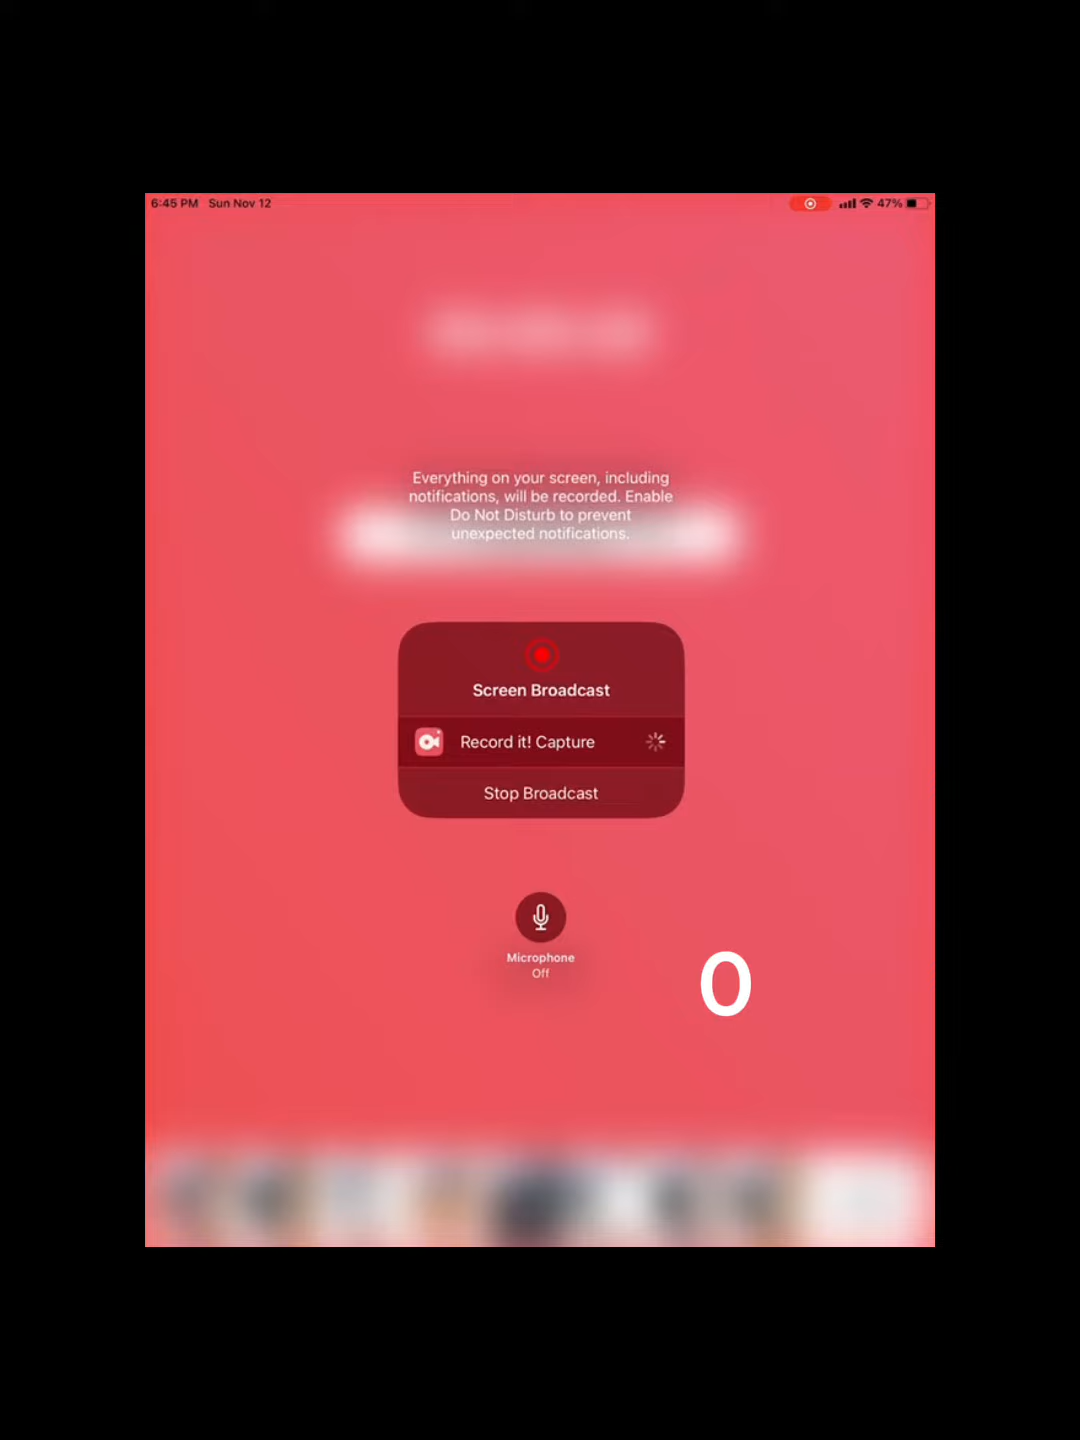 6:45 PM Sun Nov 12
47%
Everything on your screen, including
notifications, will be recorded. Enable
Do Not Disturb to prevent
unexpected notifications.
Screen Broadcast
Record it! Capture
Stop Broadcast
Microphone
Off
0